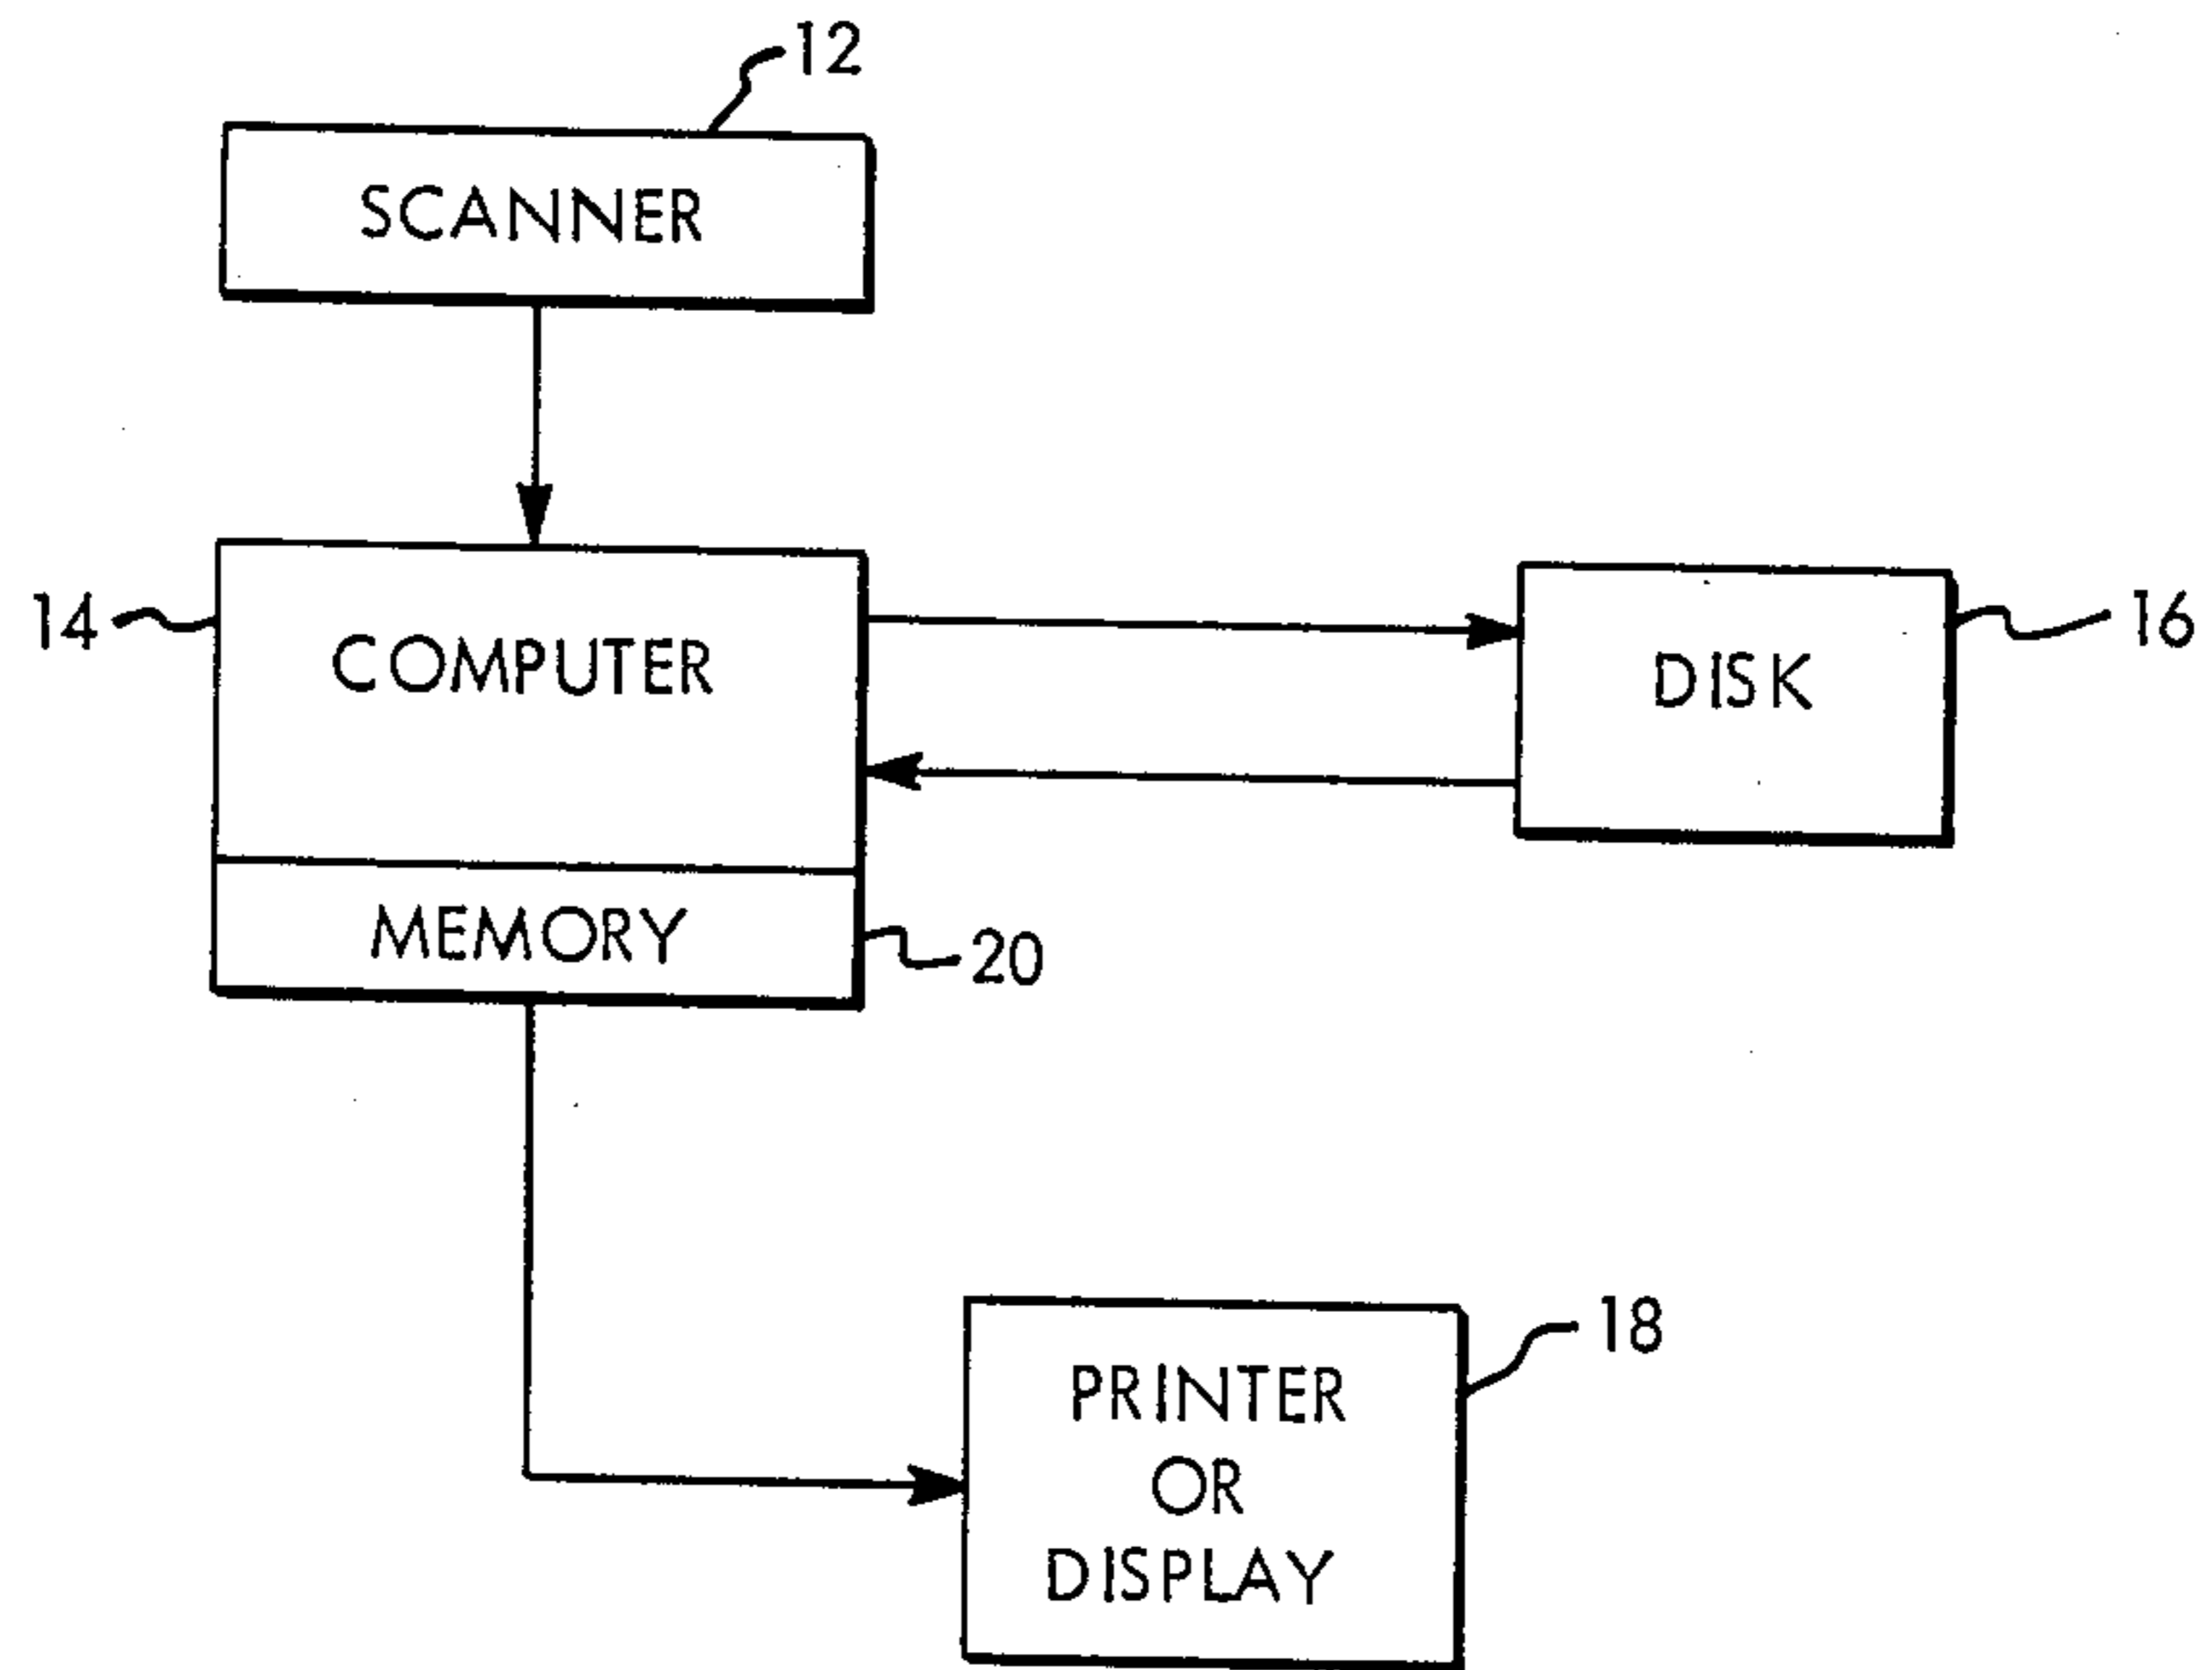 12
SCANNER
14
COMPUTER
DISK
16
MEMORY
20
18
PRINTER
OR
DISPLAY